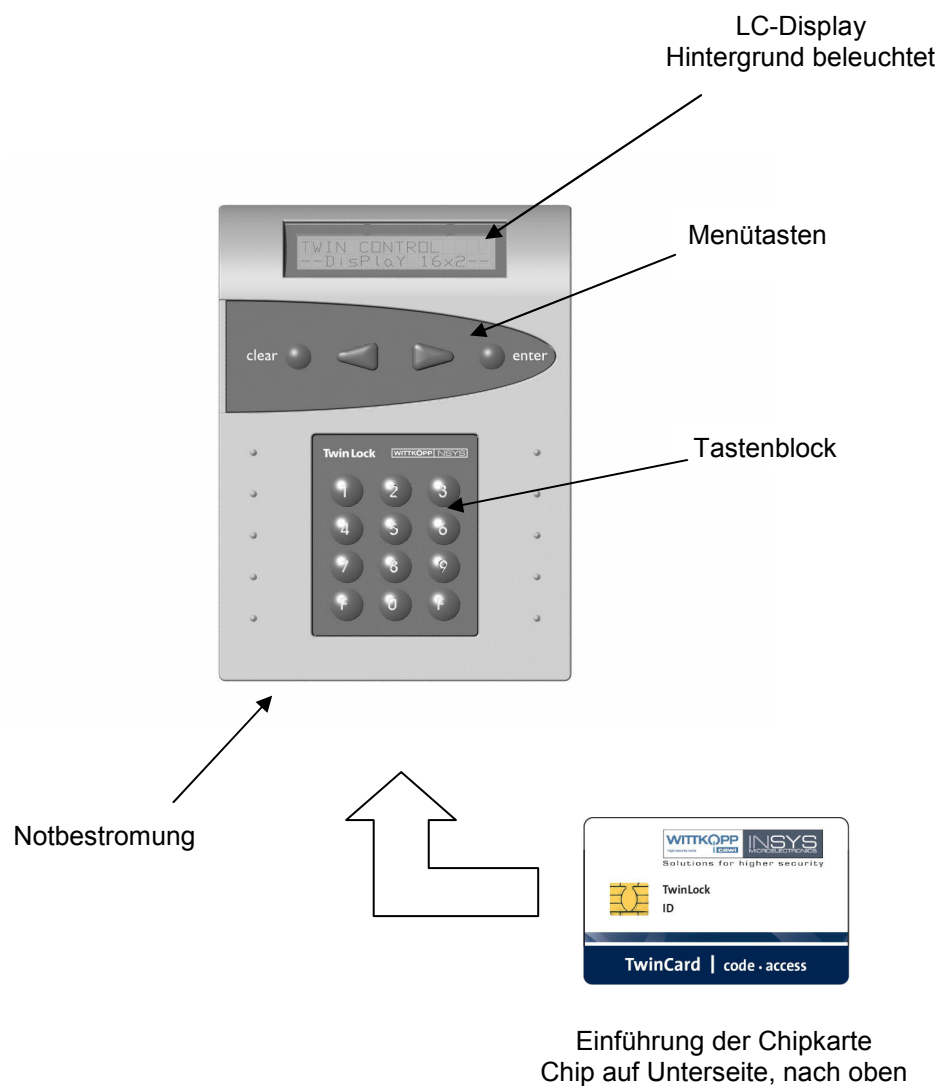 LC-Display
Hintergrund beleuchtet
TWIN CONTROL
--DisPlaY 16x2--
Menütasten
clear
enter
Tastenblock
TwinLock WITTKOPP INSYS
1 2 3
4 5 6
7 8 9
F 0 F
Notbestromung
WITTKOPP INSYS
cawi MICROELECTRONICS
Solutions for higher security
TwinLock
ID
TwinCard | code · access
Einführung der Chipkarte
Chip auf Unterseite, nach oben